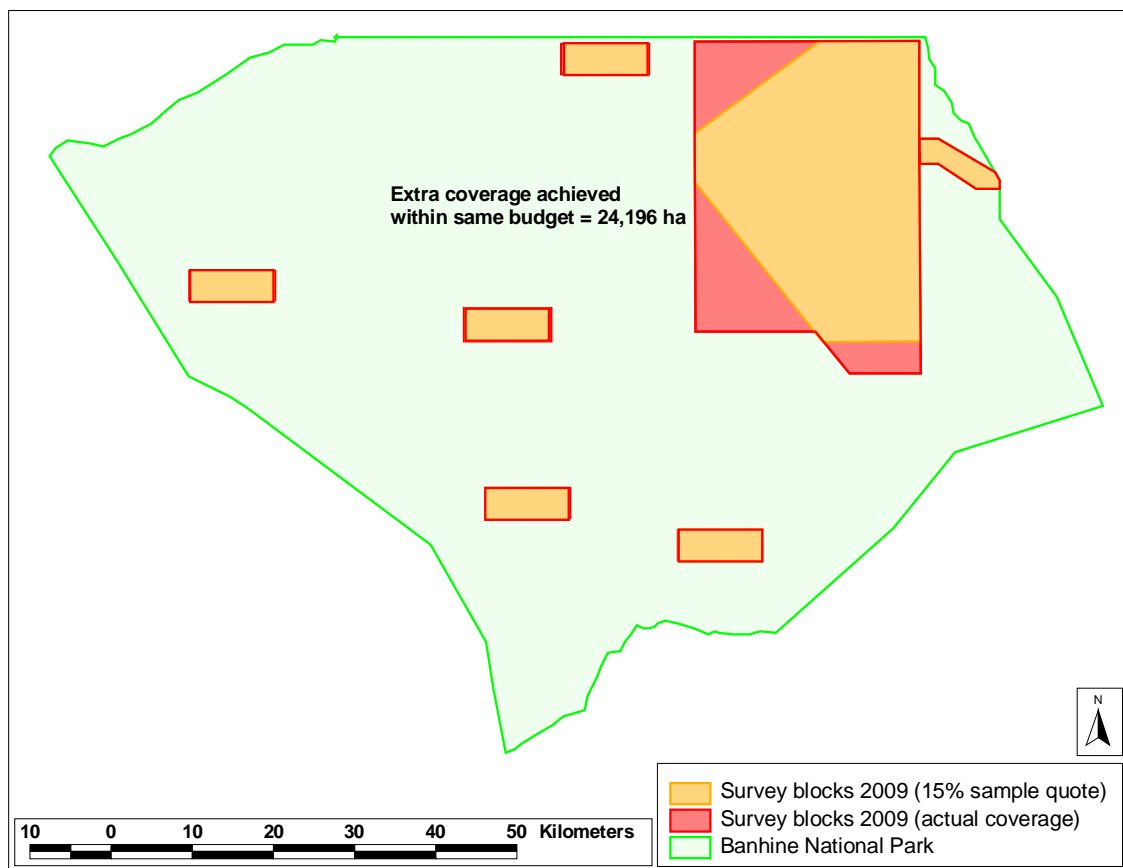 Extra coverage achieved
within same budget = 24,196 ha
N
Survey blocks 2009 (15% sample quote)
Survey blocks 2009 (actual coverage)
Banhine National Park
10 0 10 20 30 40 50 Kilometers